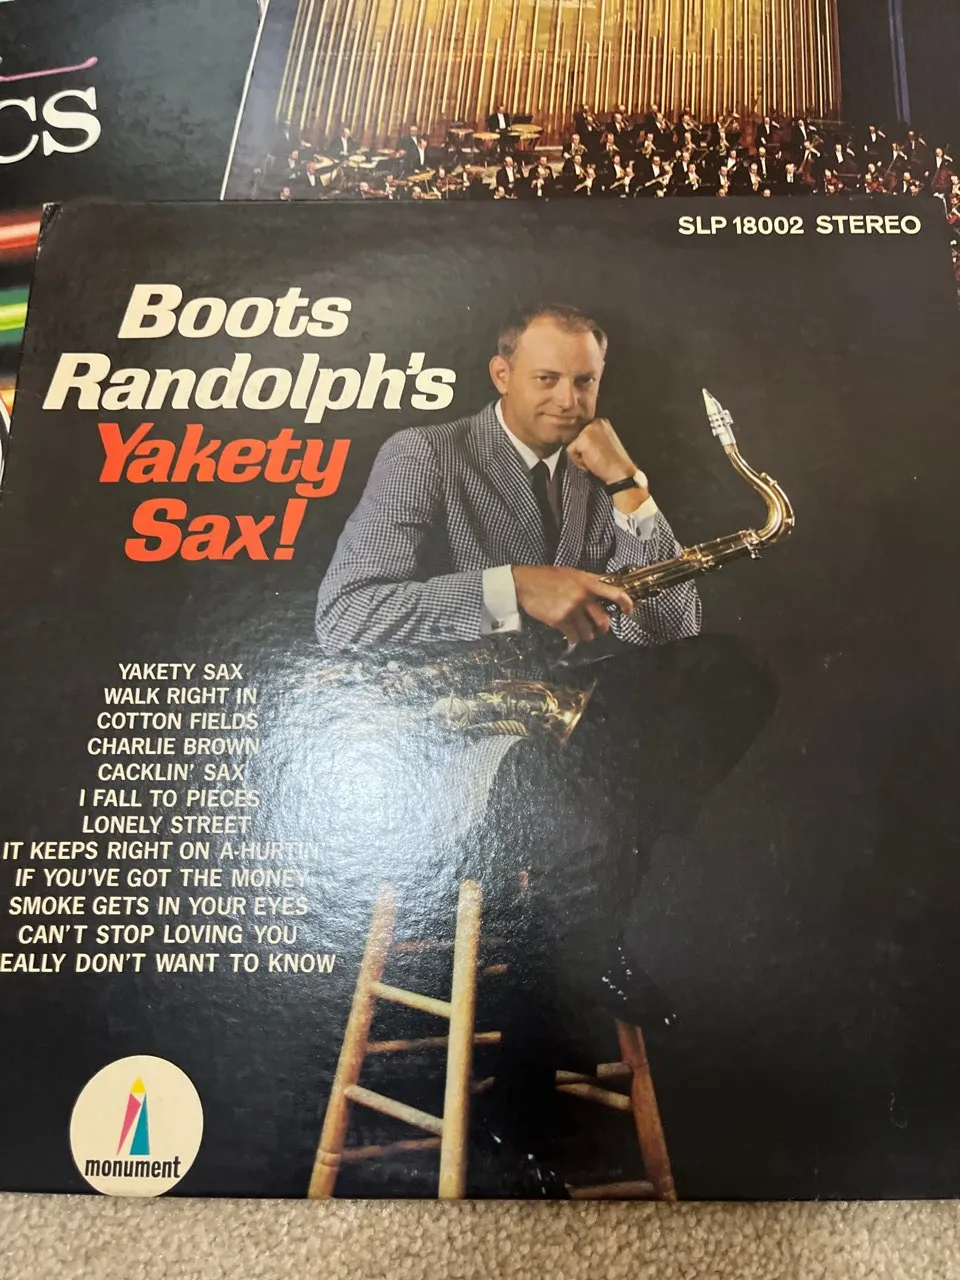 CS
SLP 18002 STEREO
Boots
Randolph's
Yakety
Sax!
YAKETY SAX
WALK RIGHT IN
COTTON FIELDS
CHARLIE BROWN
CACKLIN' SAX
I FALL TO PIECES
LONELY STREET
IT KEEPS RIGHT ON A-HURTIN'
IF YOU'VE GOT THE MONEY
SMOKE GETS IN YOUR EYES
CAN'T STOP LOVING YOU
EALLY DON'T WANT TO KNOW
monument